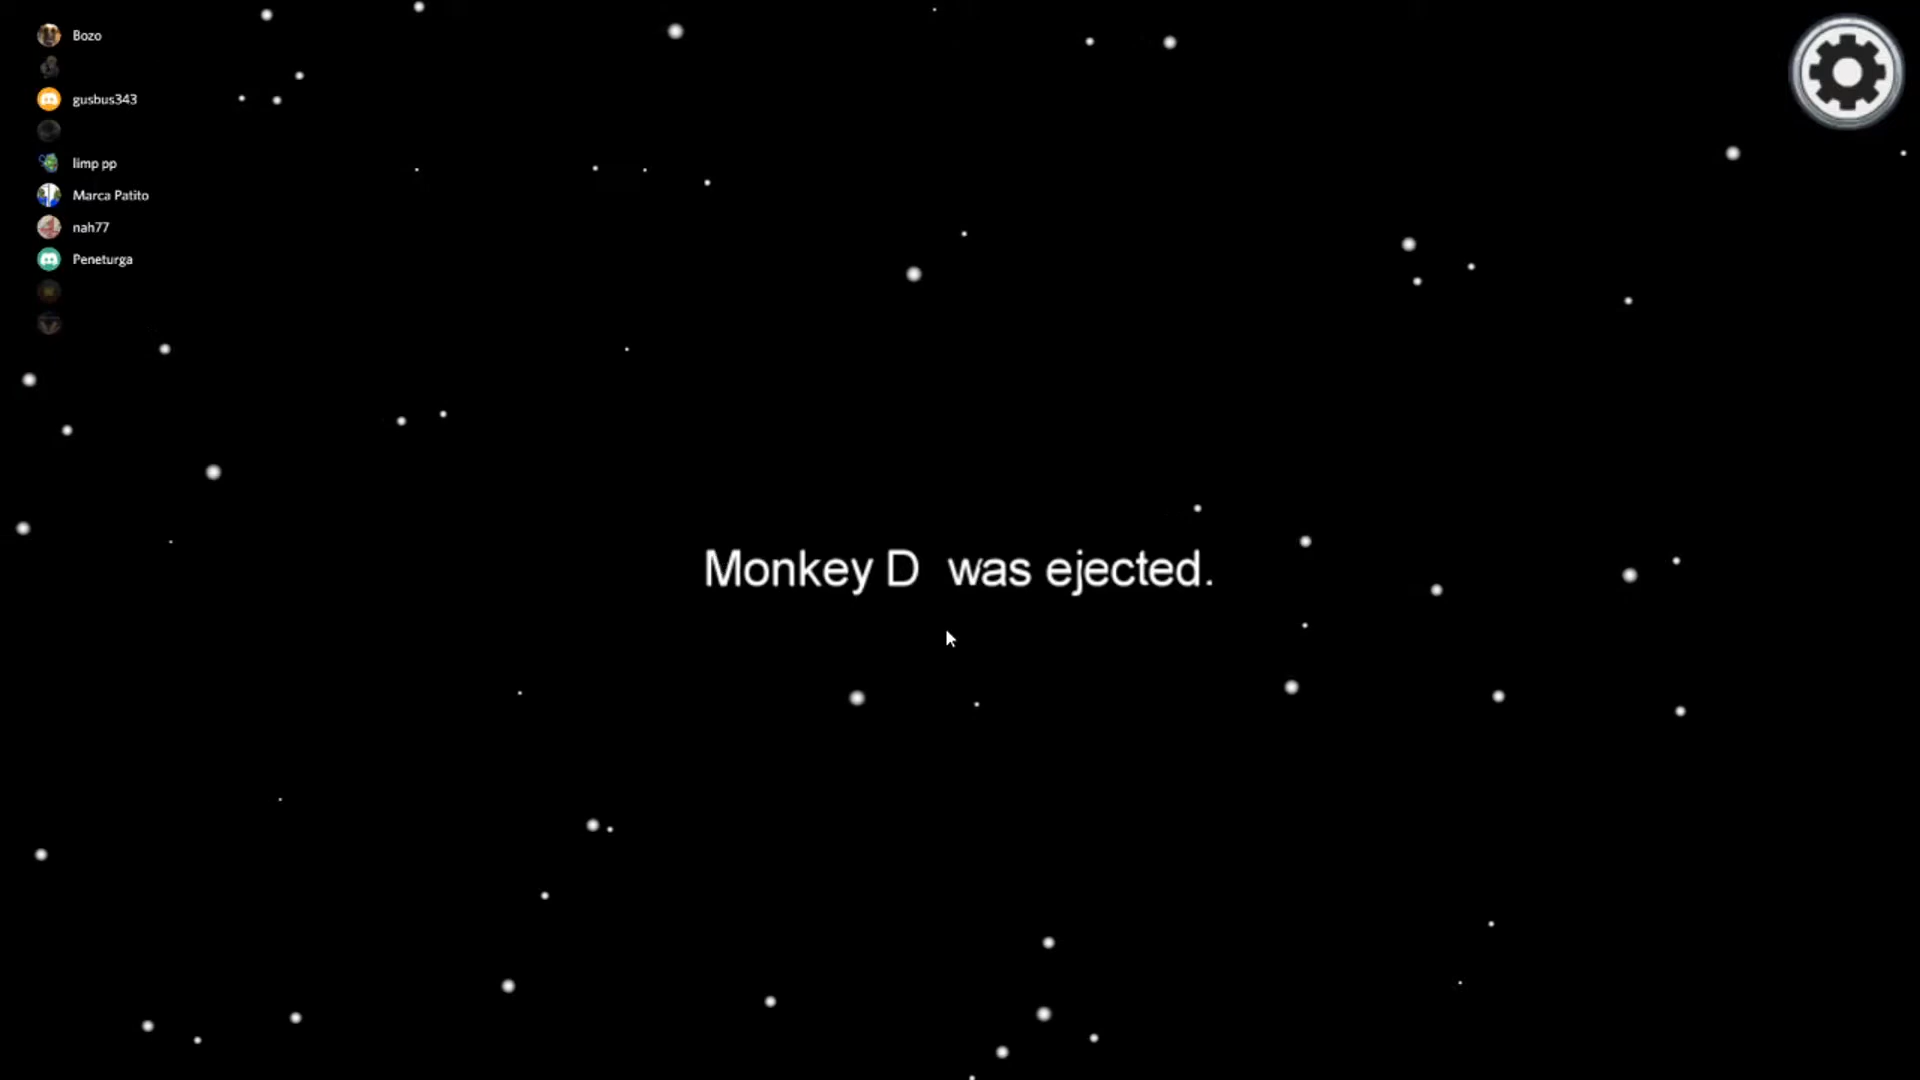 Bozo
gusbus343
limp pp
Marca Patito
nah77
Peneturga
Monkey D was ejected.